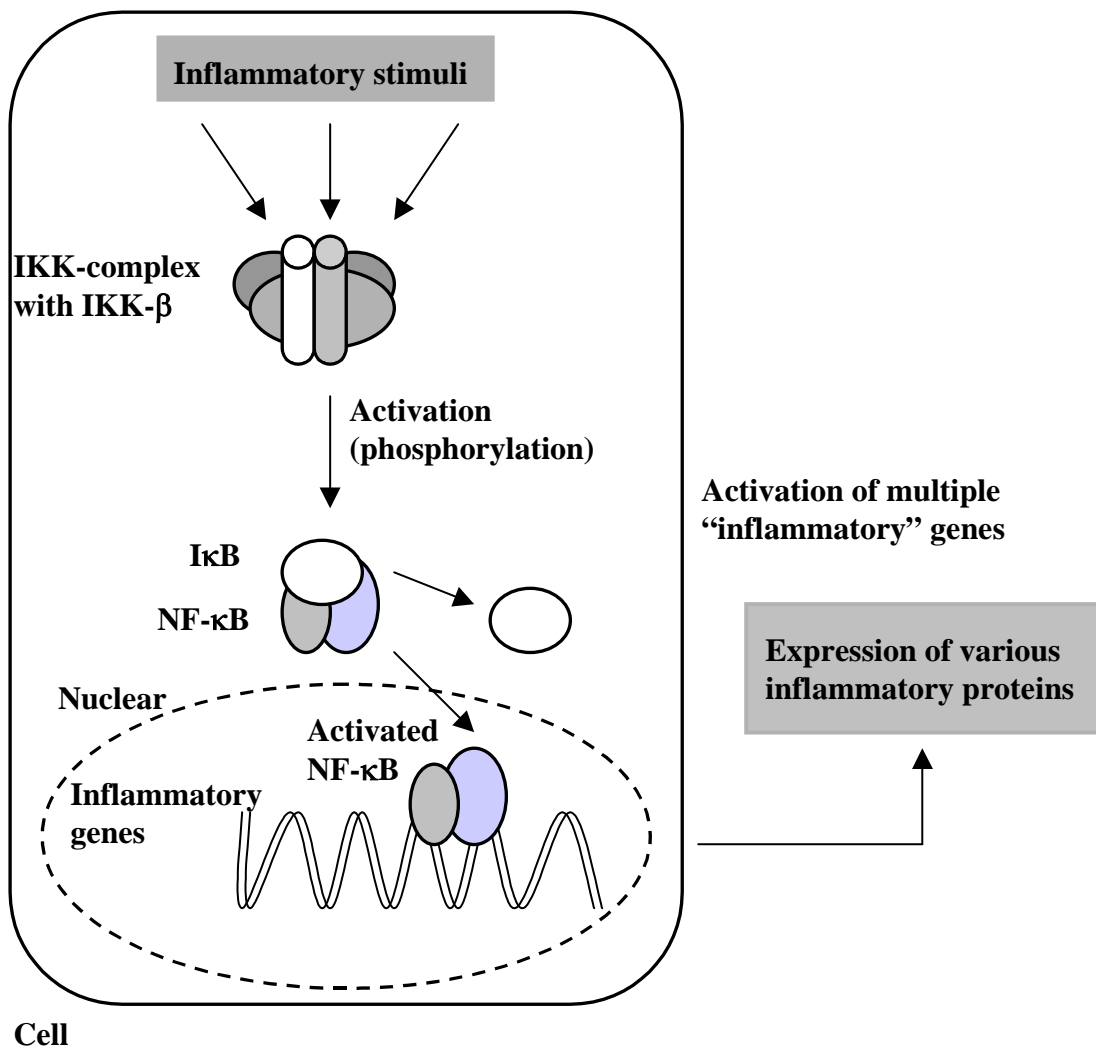 Inflammatory stimuli
IKK-complex
with IKK-β
Activation
(phosphorylation)
Activation of multiple
“inflammatory” genes
IκB
NF-κB
Expression of various
inflammatory proteins
Nuclear
Activated
NF-κB
Inflammatory
genes
Cell